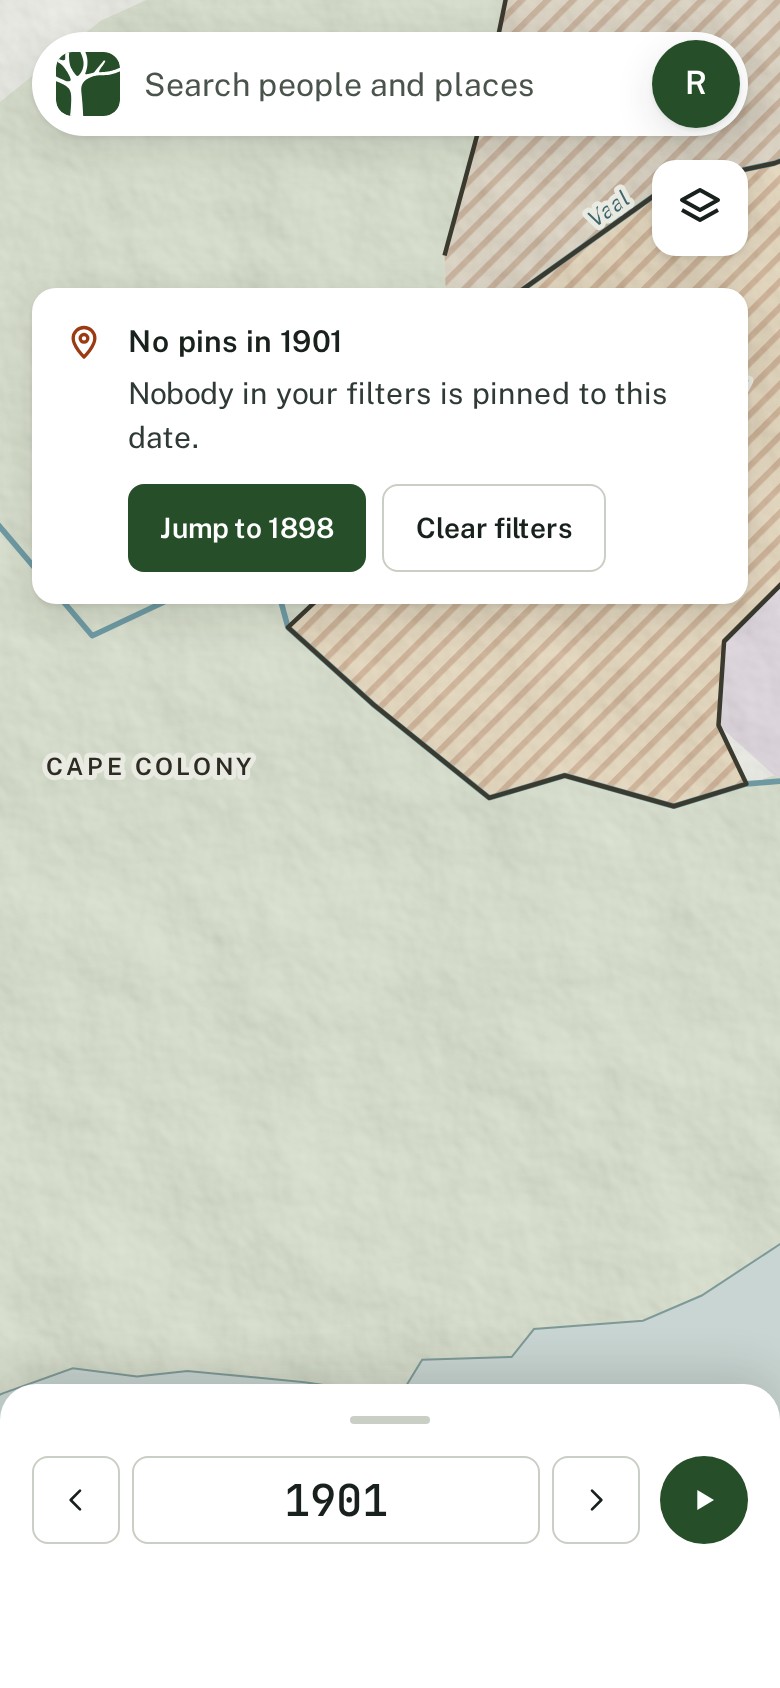 Search people and places
R
Vaal
No pins in 1901
Nobody in your filters is pinned to this
date.
Jump to 1898
Clear filters
CAPE COLONY
1901